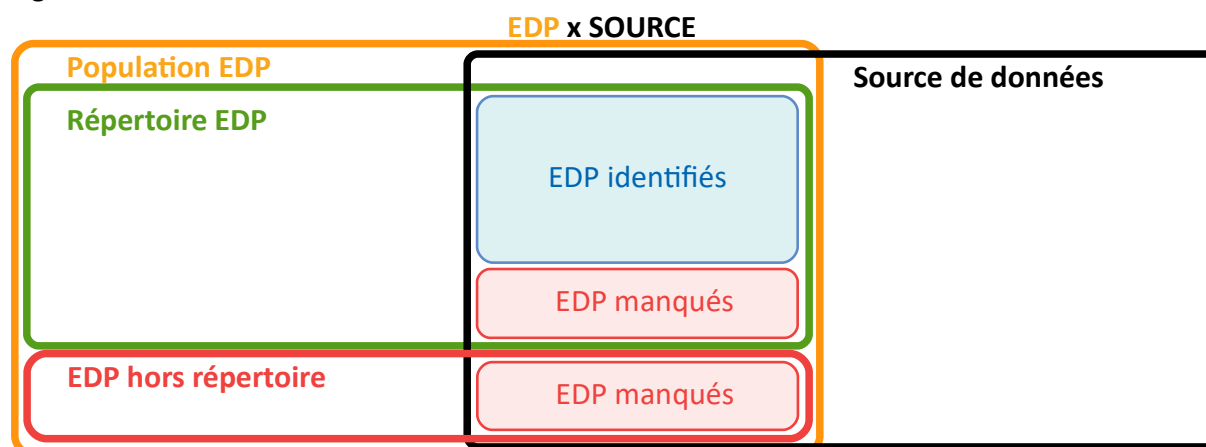 EDP x SOURCE
Population EDP
Source de données
Répertoire EDP
EDP identifiés
EDP manqués
EDP hors répertoire
EDP manqués